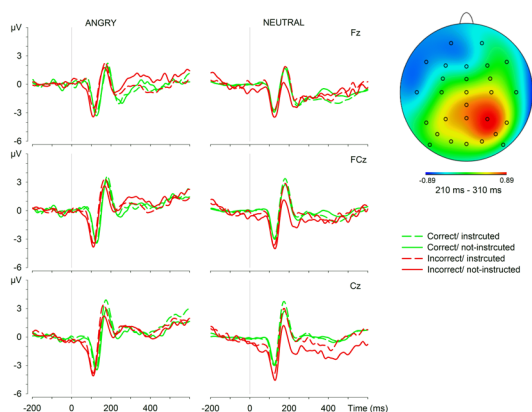 ANGRY NEUTRAL
µV
3
0
-3
-6
Fz
µV
3
0
-3
-6
FCz
µV
3
0
-3
-6
Cz
-200 0 200 400 -200 0 200 400 Time (ms)
-0.89 0.89
210 ms - 310 ms
Correct/ instrcuted
Correct/ not-instructed
Incorrect/ instrcuted
Incorrect/ not-instructed